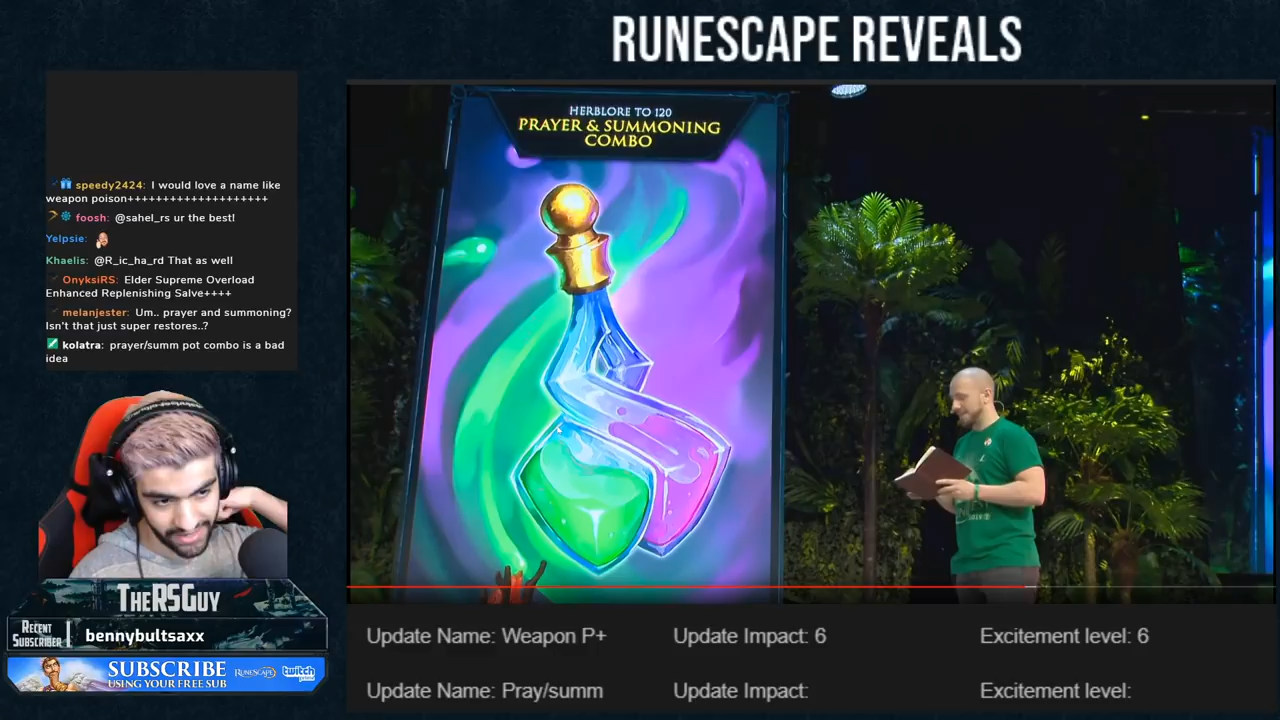 RUNESCAPE REVEALS
HERBLORE TO 120
PRAYER & SUMMONING
COMBO
speedy2424: I would love a name like
weapon poison++++++++++++++++++++
foosh: @sahel_rs ur the best!
Yelpsie:
Khaelis: @R_ic_ha_rd That as well
OnyksiRS: Elder Supreme Overload
Enhanced Replenishing Salve++++
melanjester: Um.. prayer and summoning?
Isn't that just super restores..?
kolatra: prayer/summ pot combo is a bad
idea
THERSGUY
RECENT
SUBSCRIBER
bennybultsaxx
SUBSCRIBE
USING YOUR FREE SUB
RUNESCAPE
twitch
prime
Update Name: Weapon P+ Update Impact: 6 Excitement level: 6
Update Name: Pray/summ Update Impact: Excitement level: